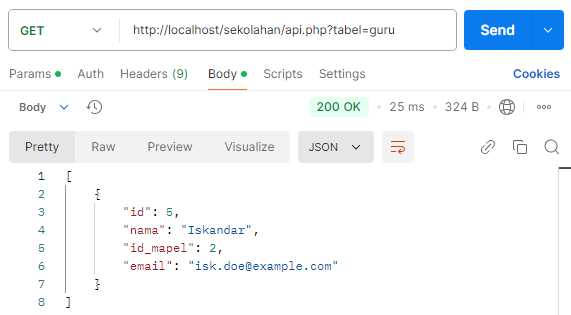 GET http://localhost/sekolahan/api.php?tabel=guru Send
Params Auth Headers (9) Body Scripts Settings Cookies
Body 200 OK 25 ms 324 B
Pretty Raw Preview Visualize JSON
1 [
2 {
3 "id": 5,
4 "nama": "Iskandar",
5 "id_mapel": 2,
6 "email": "isk.doe@example.com"
7 }
8 ]